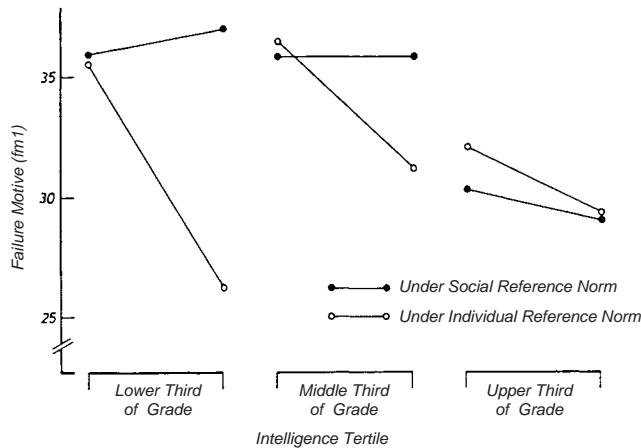 Failure Motive (fm1)
35
30
25
Under Social Reference Norm
Under Individual Reference Norm
Lower Third
of Grade
Middle Third
of Grade
Upper Third
of Grade
Intelligence Tertile